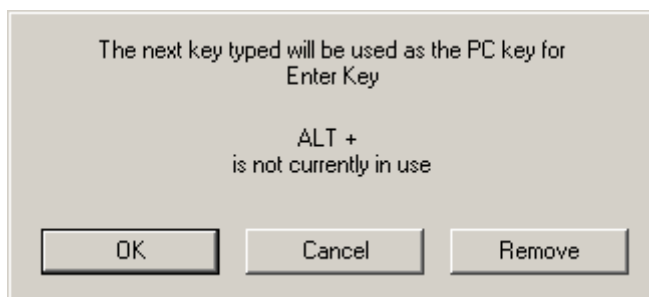 The next key typed will be used as the PC key for
Enter Key
ALT +
is not currently in use
OK
Cancel
Remove